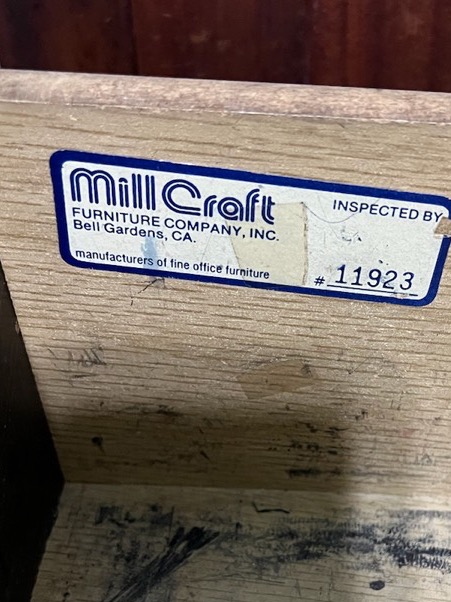 Mill Craft
FURNITURE COMPANY, INC.
Bell Gardens, CA.
manufacturers of fine office furniture
INSPECTED BY
# 11923